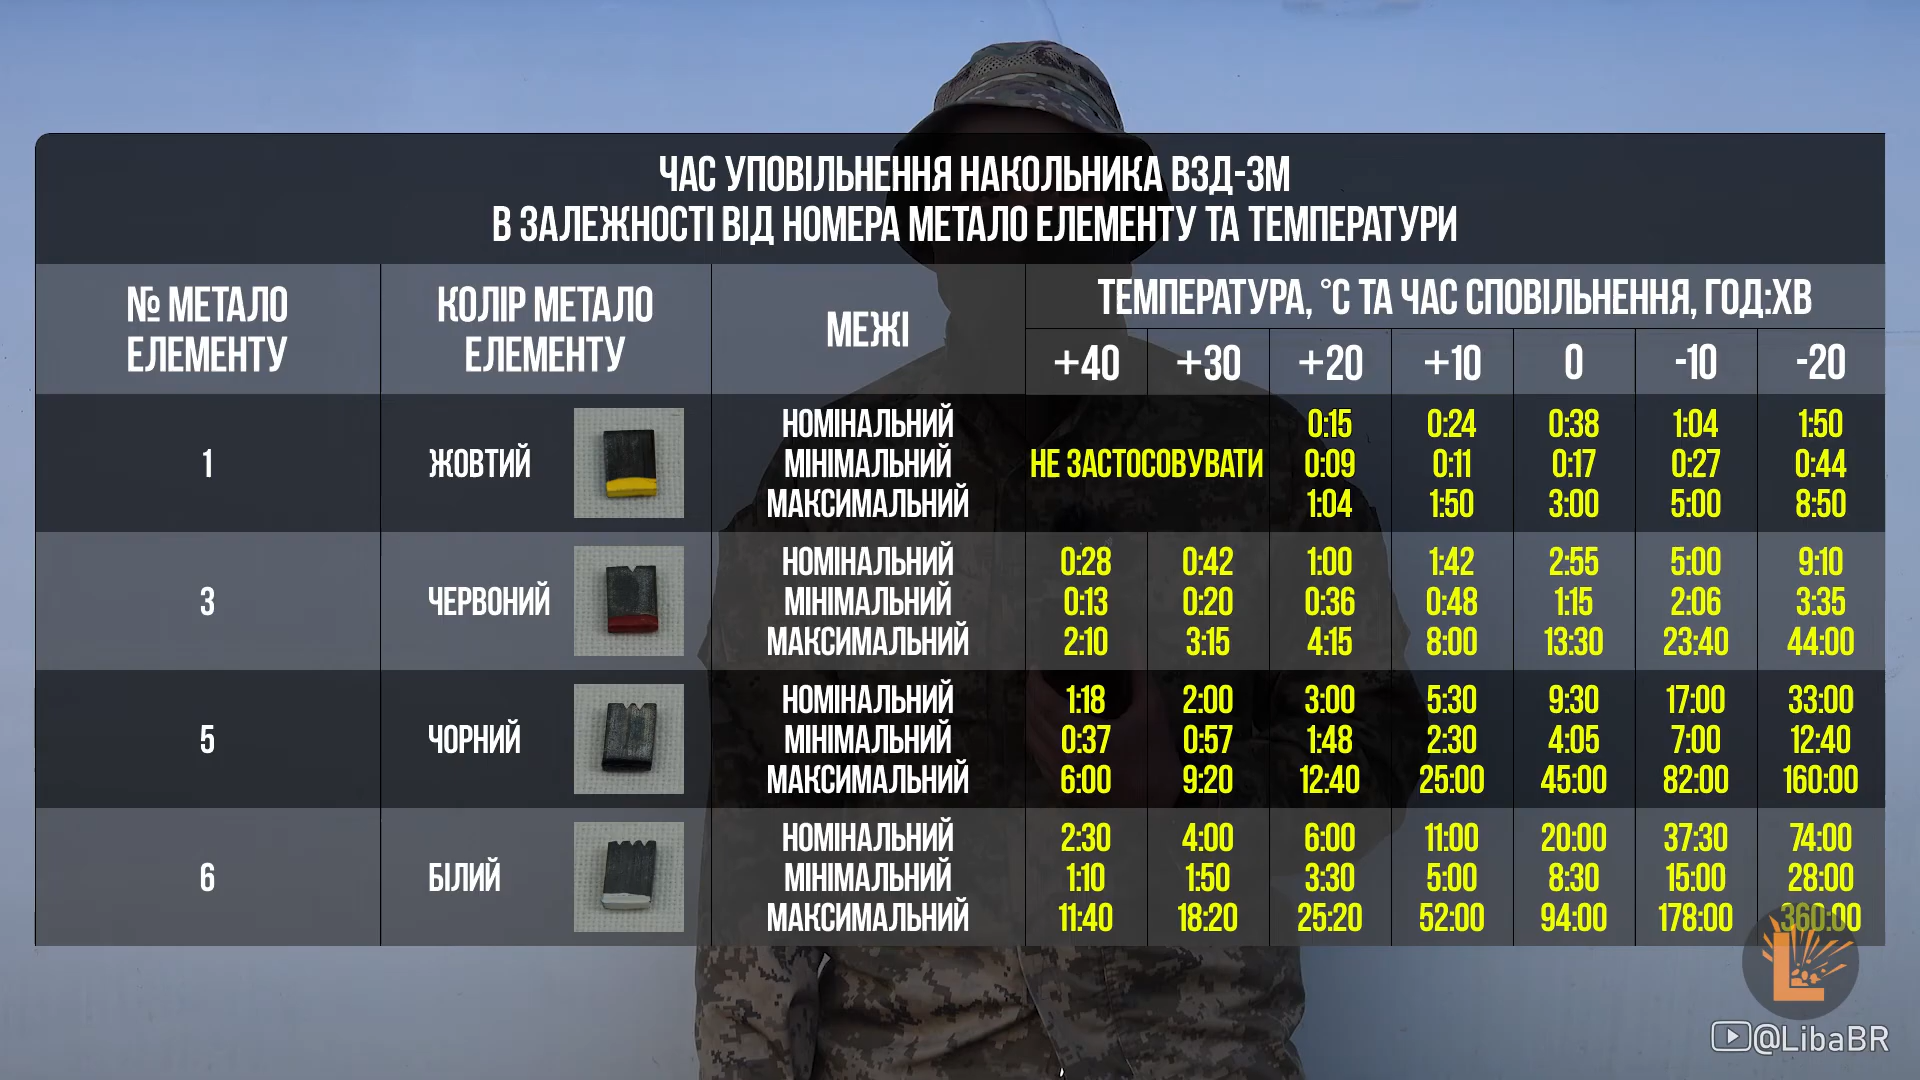 ЧАС УПОВІЛЬНЕННЯ НАКОЛЬНИКА ВЗД-3М
В ЗАЛЕЖНОСТІ ВІД НОМЕРА МЕТАЛО ЕЛЕМЕНТУ ТА ТЕМПЕРАТУРИ
№ МЕТАЛО
ЕЛЕМЕНТУ
КОЛІР МЕТАЛО
ЕЛЕМЕНТУ
МЕЖІ
ТЕМПЕРАТУРА, °С ТА ЧАС СПОВІЛЬНЕННЯ, ГОД:ХВ
+40 +30 +20 +10 0 -10 -20
1 ЖОВТИЙ
НОМІНАЛЬНИЙ 0:15 0:24 0:38 1:04 1:50
МІНІМАЛЬНИЙ НЕ ЗАСТОСОВУВАТИ 0:09 0:11 0:17 0:27 0:44
МАКСИМАЛЬНИЙ 1:04 1:50 3:00 5:00 8:50
3 ЧЕРВОНИЙ
НОМІНАЛЬНИЙ 0:28 0:42 1:00 1:42 2:55 5:00 9:10
МІНІМАЛЬНИЙ 0:13 0:20 0:36 0:48 1:15 2:06 3:35
МАКСИМАЛЬНИЙ 2:10 3:15 4:15 8:00 13:30 23:40 44:00
5 ЧОРНИЙ
НОМІНАЛЬНИЙ 1:18 2:00 3:00 5:30 9:30 17:00 33:00
МІНІМАЛЬНИЙ 0:37 0:57 1:48 2:30 4:05 7:00 12:40
МАКСИМАЛЬНИЙ 6:00 9:20 12:40 25:00 45:00 82:00 160:00
6 БІЛИЙ
НОМІНАЛЬНИЙ 2:30 4:00 6:00 11:00 20:00 37:30 74:00
МІНІМАЛЬНИЙ 1:10 1:50 3:30 5:00 8:30 15:00 28:00
МАКСИМАЛЬНИЙ 11:40 18:20 25:20 52:00 94:00 178:00 360:00
L
@LibaBR